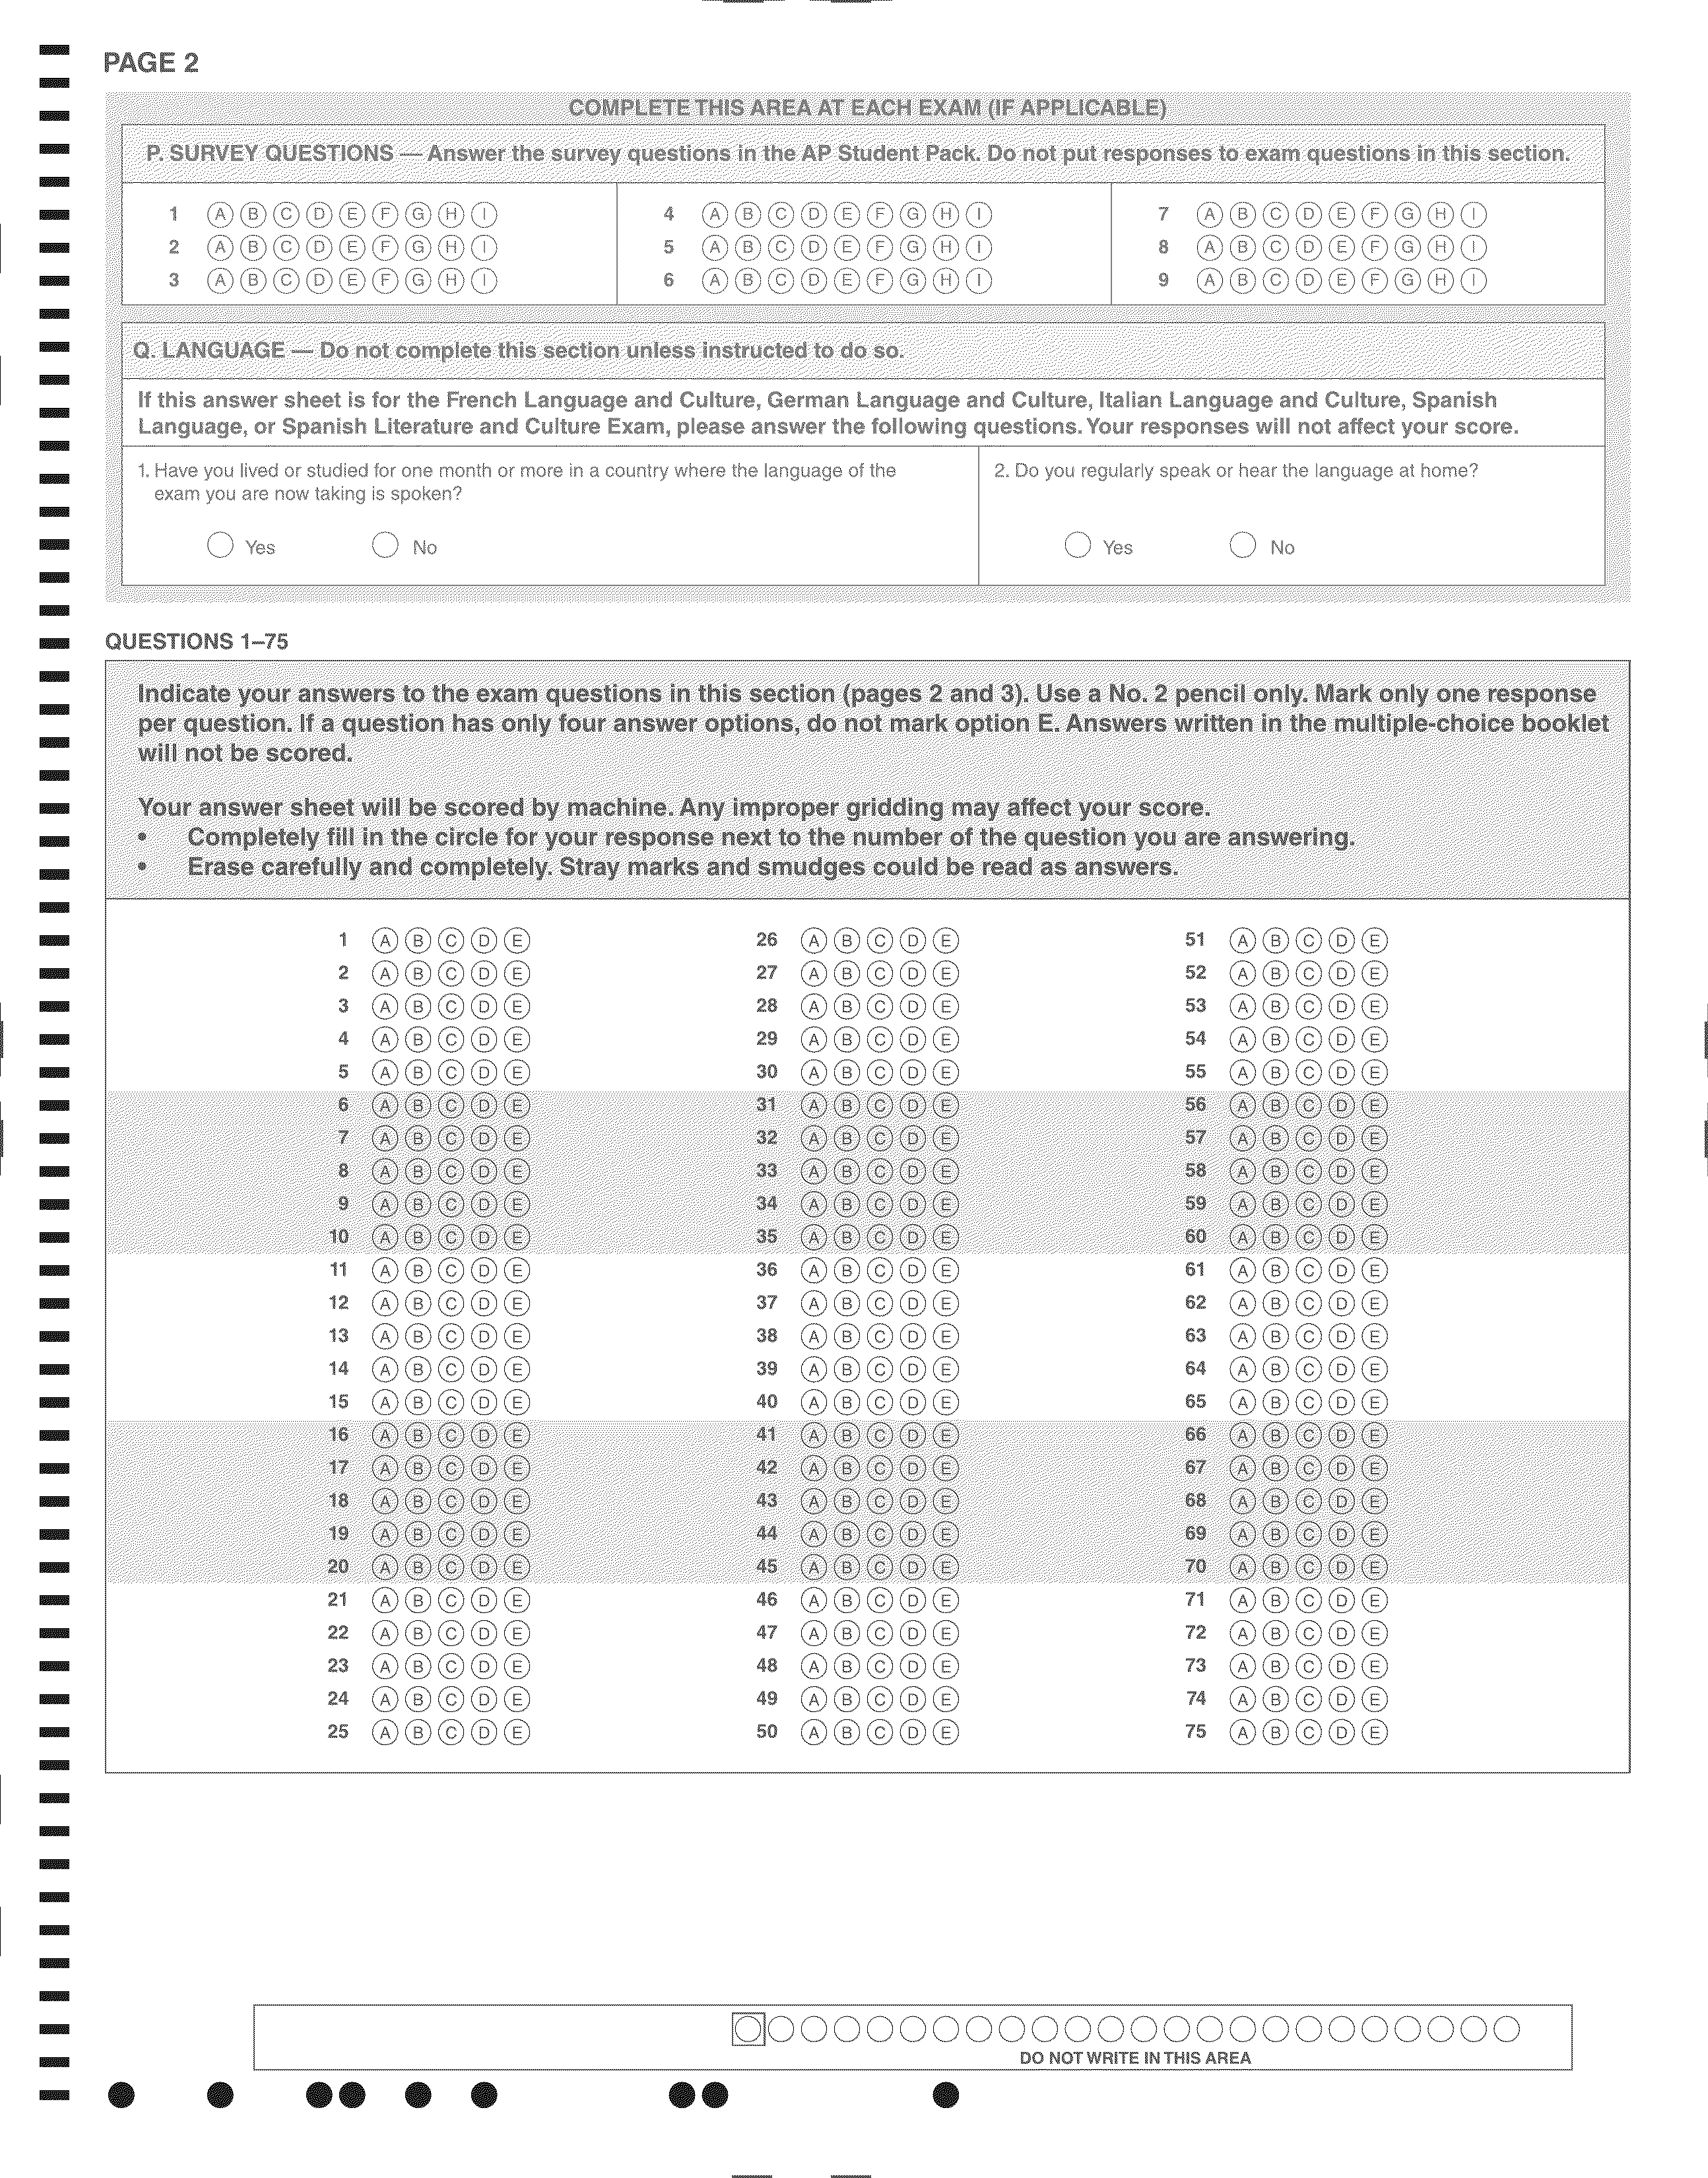 PAGE 2
COMPLETE THIS AREA AT EACH EXAM (IF APPLICABLE)
P. SURVEY QUESTIONS — Answer the survey questions in the AP Student Pack. Do not put responses to exam questions in this section.
1 A B C D E F G H I 4 A B C D E F G H I 7 A B C D E F G H I
2 A B C D E F G H I 5 A B C D E F G H I 8 A B C D E F G H I
3 A B C D E F G H I 6 A B C D E F G H I 9 A B C D E F G H I
Q. LANGUAGE — Do not complete this section unless instructed to do so.
If this answer sheet is for the French Language and Culture, German Language and Culture, Italian Language and Culture, Spanish
Language, or Spanish Literature and Culture Exam, please answer the following questions. Your responses will not affect your score.
1. Have you lived or studied for one month or more in a country where the language of the
exam you are now taking is spoken?
Yes No
2. Do you regularly speak or hear the language at home?
Yes No
QUESTIONS 1–75
Indicate your answers to the exam questions in this section (pages 2 and 3). Use a No. 2 pencil only. Mark only one response
per question. If a question has only four answer options, do not mark option E. Answers written in the multiple-choice booklet
will not be scored.
Your answer sheet will be scored by machine. Any improper gridding may affect your score.
• Completely fill in the circle for your response next to the number of the question you are answering.
• Erase carefully and completely. Stray marks and smudges could be read as answers.
1 A B C D E 26 A B C D E 51 A B C D E
2 A B C D E 27 A B C D E 52 A B C D E
3 A B C D E 28 A B C D E 53 A B C D E
4 A B C D E 29 A B C D E 54 A B C D E
5 A B C D E 30 A B C D E 55 A B C D E
6 A B C D E 31 A B C D E 56 A B C D E
7 A B C D E 32 A B C D E 57 A B C D E
8 A B C D E 33 A B C D E 58 A B C D E
9 A B C D E 34 A B C D E 59 A B C D E
10 A B C D E 35 A B C D E 60 A B C D E
11 A B C D E 36 A B C D E 61 A B C D E
12 A B C D E 37 A B C D E 62 A B C D E
13 A B C D E 38 A B C D E 63 A B C D E
14 A B C D E 39 A B C D E 64 A B C D E
15 A B C D E 40 A B C D E 65 A B C D E
16 A B C D E 41 A B C D E 66 A B C D E
17 A B C D E 42 A B C D E 67 A B C D E
18 A B C D E 43 A B C D E 68 A B C D E
19 A B C D E 44 A B C D E 69 A B C D E
20 A B C D E 45 A B C D E 70 A B C D E
21 A B C D E 46 A B C D E 71 A B C D E
22 A B C D E 47 A B C D E 72 A B C D E
23 A B C D E 48 A B C D E 73 A B C D E
24 A B C D E 49 A B C D E 74 A B C D E
25 A B C D E 50 A B C D E 75 A B C D E
DO NOT WRITE IN THIS AREA